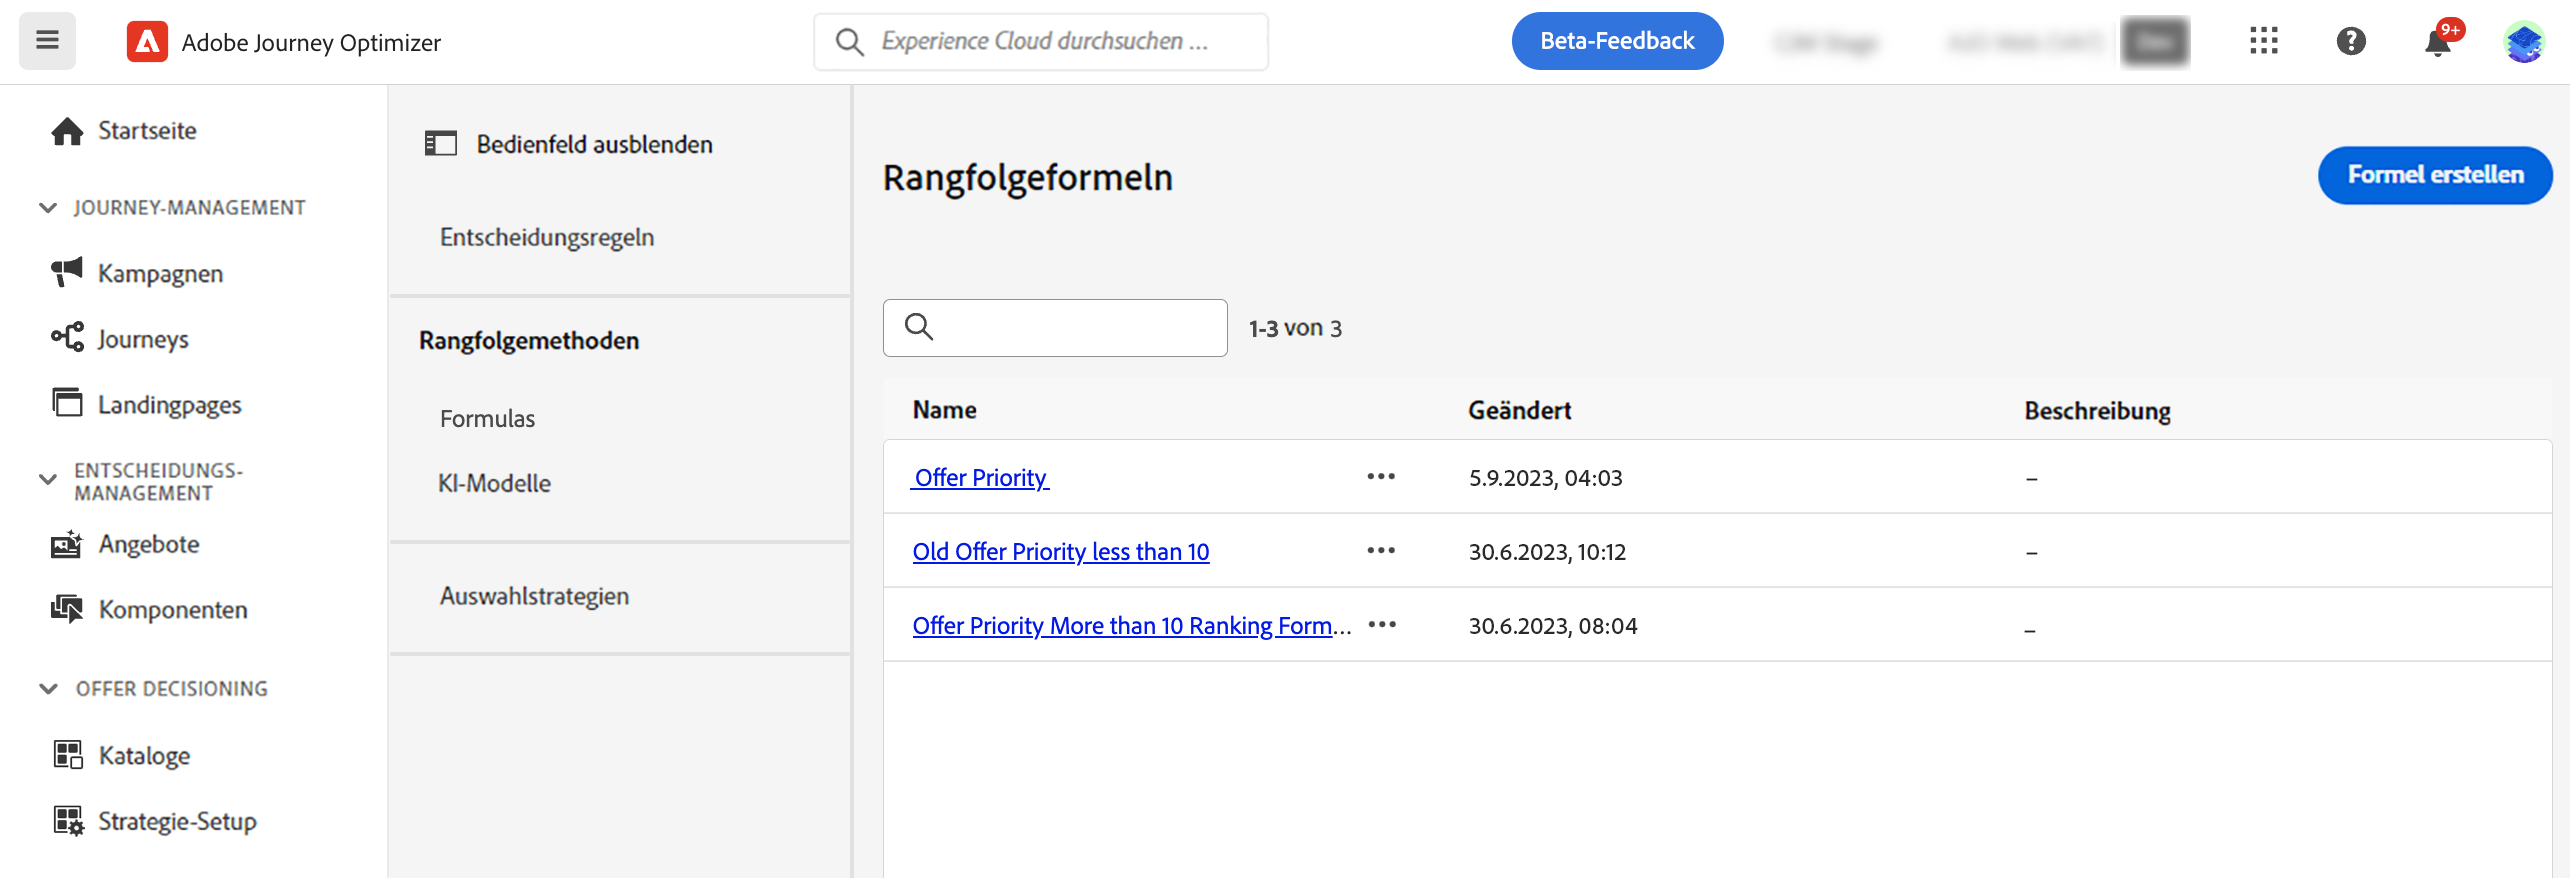 Adobe Journey Optimizer
Experience Cloud durchsuchen ...
Beta-Feedback
9+
Startseite
JOURNEY-MANAGEMENT
Kampagnen
Journeys
Landingpages
ENTSCHEIDUNGS-
MANAGEMENT
Angebote
Komponenten
OFFER DECISIONING
Kataloge
Strategie-Setup
Bedienfeld ausblenden
Entscheidungsregeln
Rangfolgemethoden
Formulas
KI-Modelle
Auswahlstrategien
Rangfolgeformeln
Formel erstellen
1-3 von 3
Name Geändert Beschreibung
Offer Priority ••• 5.9.2023, 04:03 –
Old Offer Priority less than 10 ••• 30.6.2023, 10:12 –
Offer Priority More than 10 Ranking Form... ••• 30.6.2023, 08:04 –